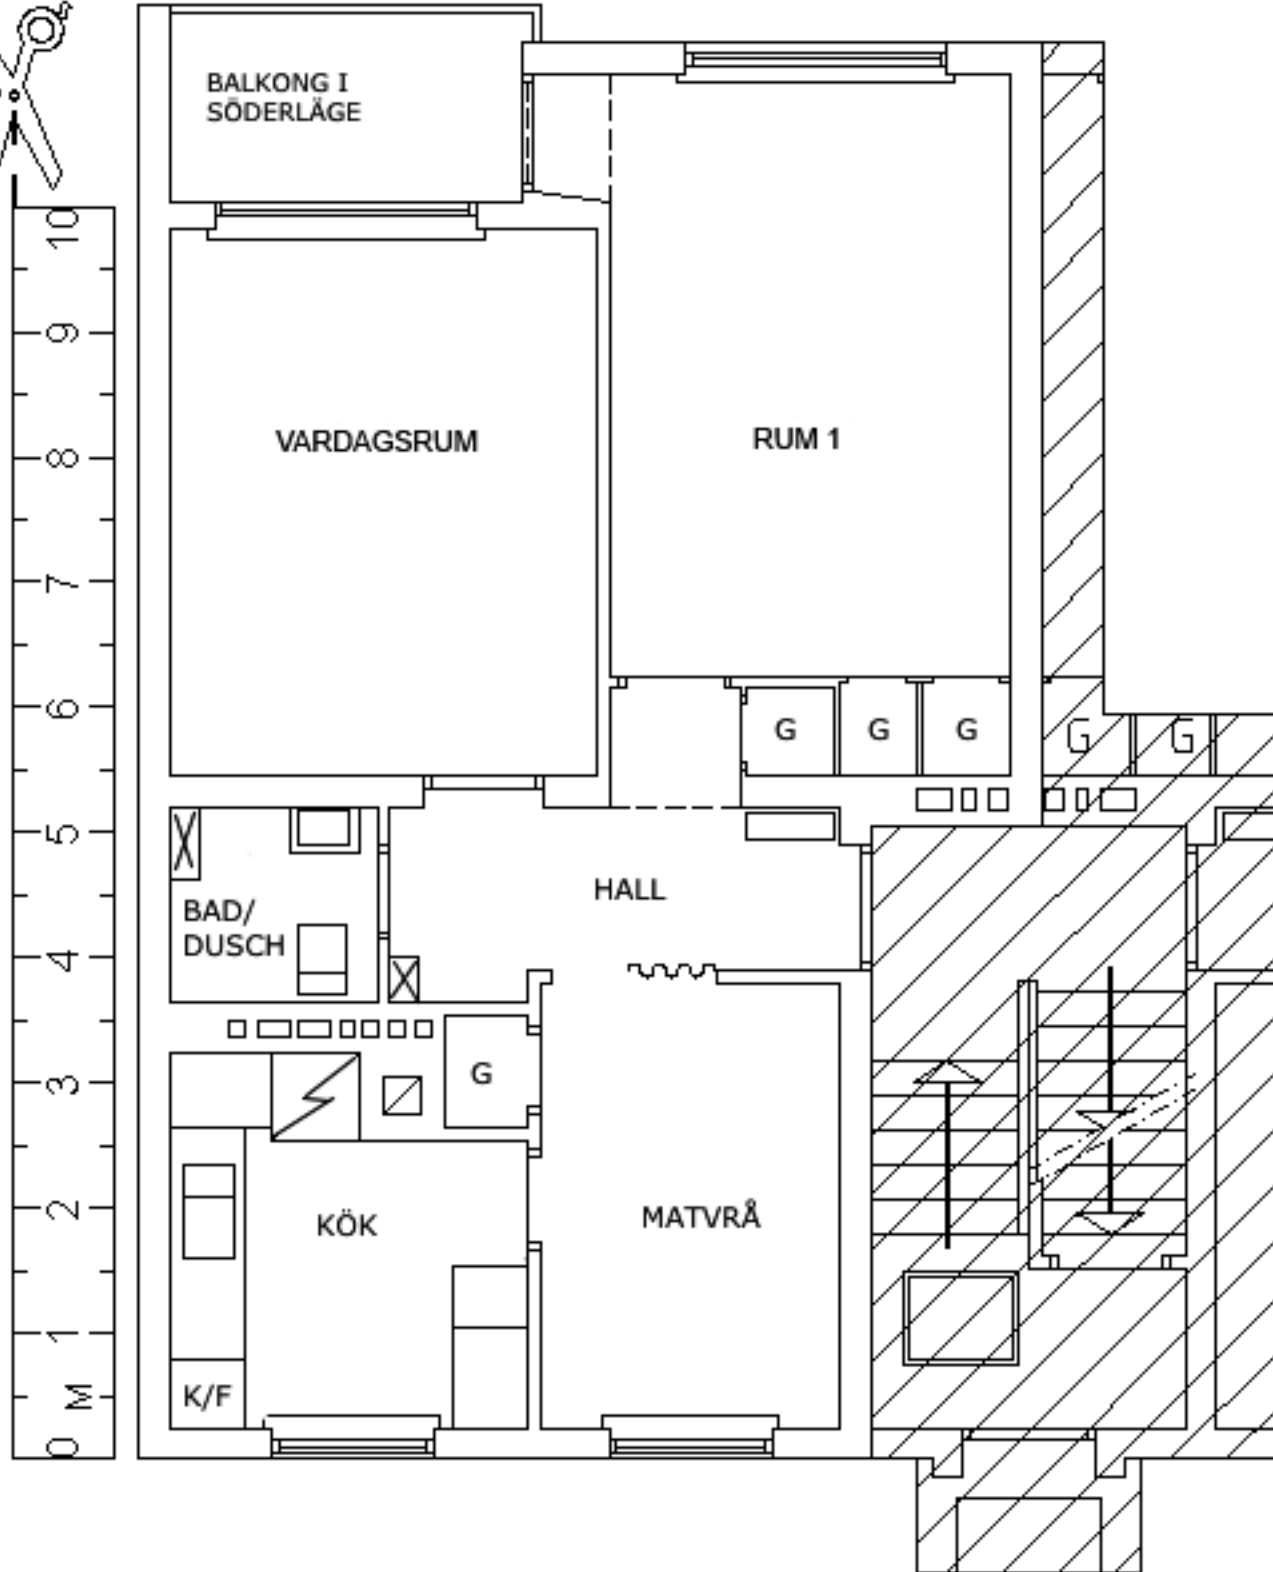 BALKONG I
SÖDERLÄGE
10
9
8
7
6
5
4
3
2
1
M
0
VARDAGSRUM
RUM 1
G
G
G
G
G
HALL
BAD/
DUSCH
G
KÖK
MATVRÅ
K/F